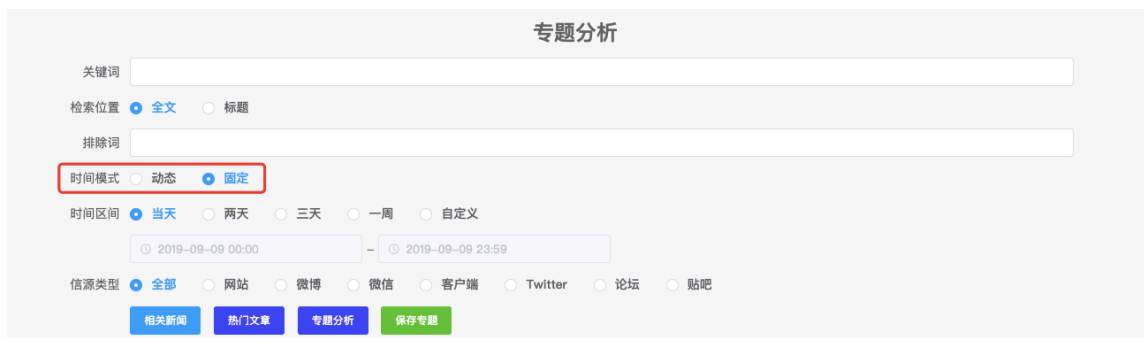 专题分析
关键词
检索位置 全文 标题
排除词
时间模式 动态 固定
时间区间 当天 两天 三天 一周 自定义
2019-09-09 00:00 - 2019-09-09 23:59
信源类型 全部 网站 微博 微信 客户端 Twitter 论坛 贴吧
相关新闻 热门文章 专题分析 保存专题